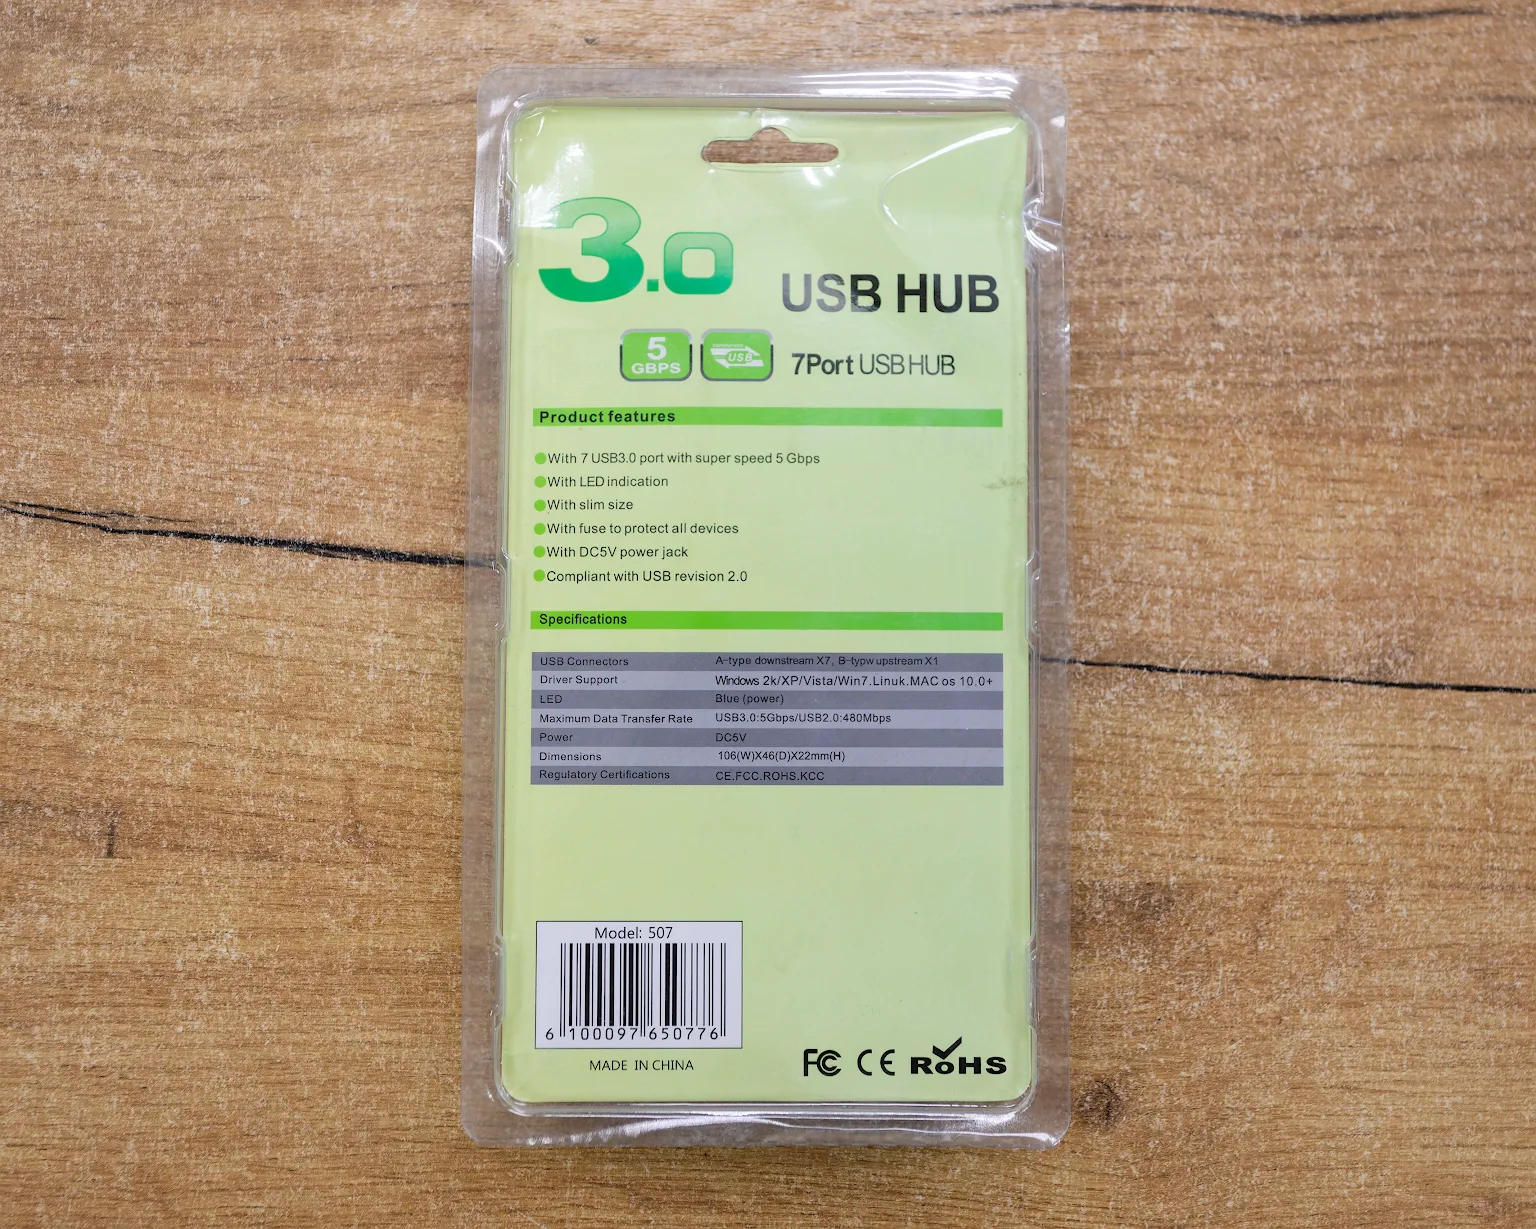 3.0
USB HUB
5
GBPS
USB
7Port USB HUB
Product features
With 7 USB3.0 port with super speed 5 Gbps
With LED indication
With slim size
With fuse to protect all devices
With DC5V power jack
Compliant with USB revision 2.0
Specifications
USB Connectors A-type downstream X7, B-typw upstream X1
Driver Support Windows 2k/XP/Vista/Win7.Linuk.MAC os 10.0+
LED Blue (power)
Maximum Data Transfer Rate USB3.0:5Gbps/USB2.0:480Mbps
Power DC5V
Dimensions 106(W)X46(D)X22mm(H)
Regulatory Certifications CE.FCC.ROHS.KCC
Model: 507
6 100097 650776
MADE IN CHINA
FC CE RoHS